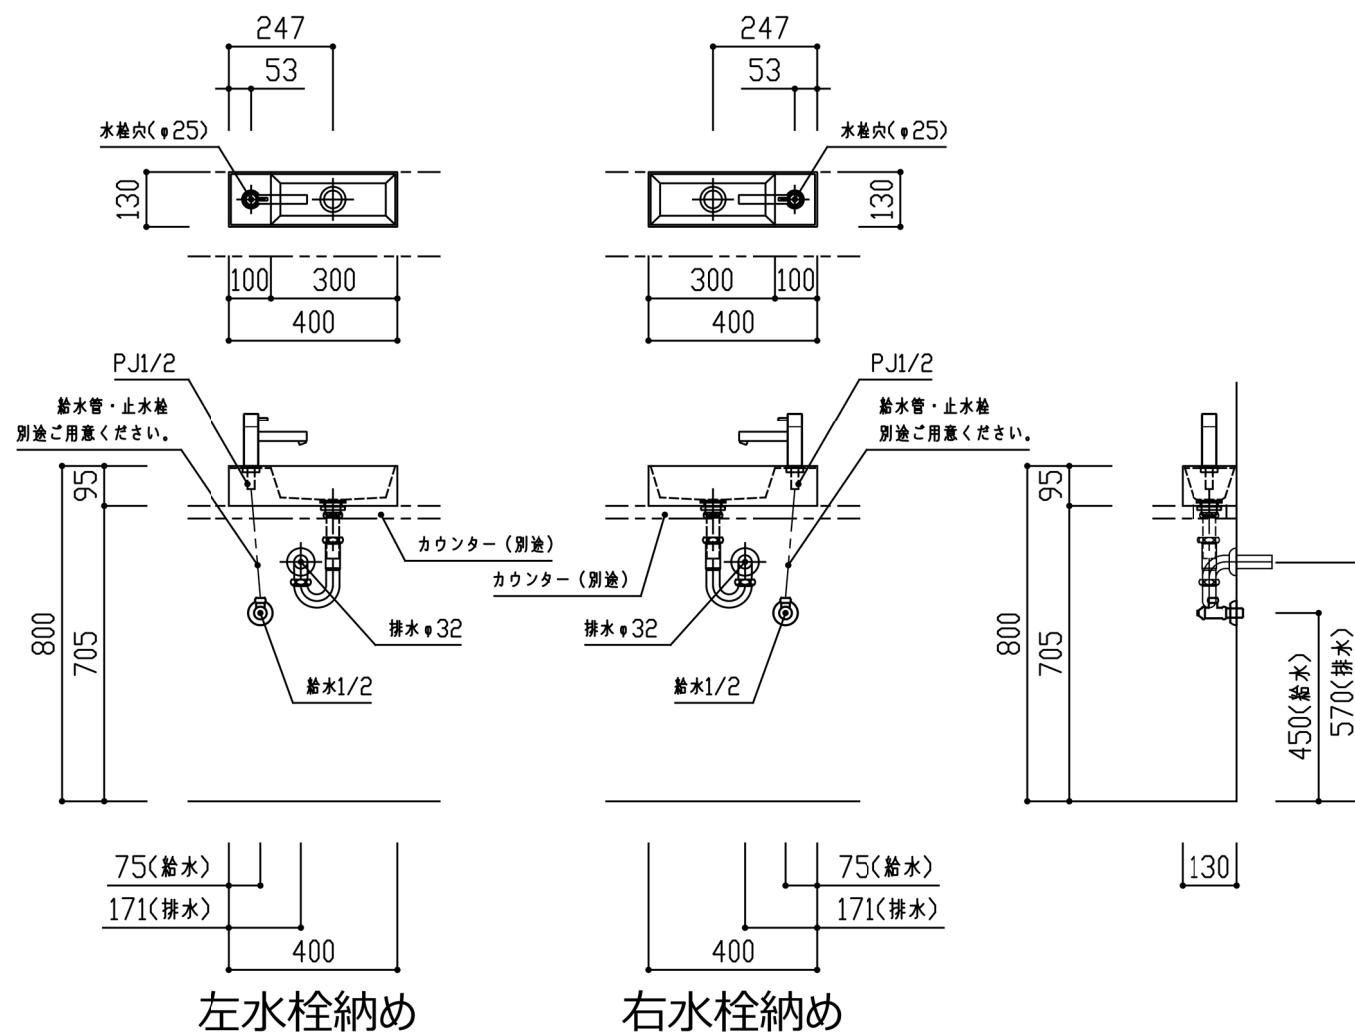 247
53
水栓穴(φ25)
130
100
300
400
247
53
水栓穴(φ25)
130
300
100
400
PJ1/2
給水管・止水栓
別途ご用意ください。
95
800
705
カウンター(別途)
排水φ32
給水1/2
75(給水)
171(排水)
400
左水栓納め
PJ1/2
給水管・止水栓
別途ご用意ください。
カウンター(別途)
排水φ32
給水1/2
75(給水)
171(排水)
400
右水栓納め
95
800
705
450(給水)
570(排水)
130